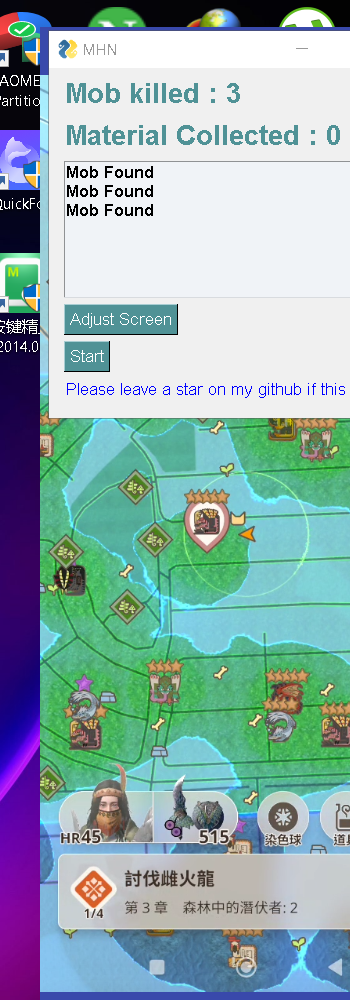 MHN
AOME
Partition
Mob killed : 3
Material Collected : 0
Mob Found
Mob Found
Mob Found
QuickFo
Adjust Screen
M
按键精
2014.0
Start
Please leave a star on my github if this
HR45
515
染色球
道具
討伐雌火龍
1/4
第 3 章 森林中的潛伏者: 2